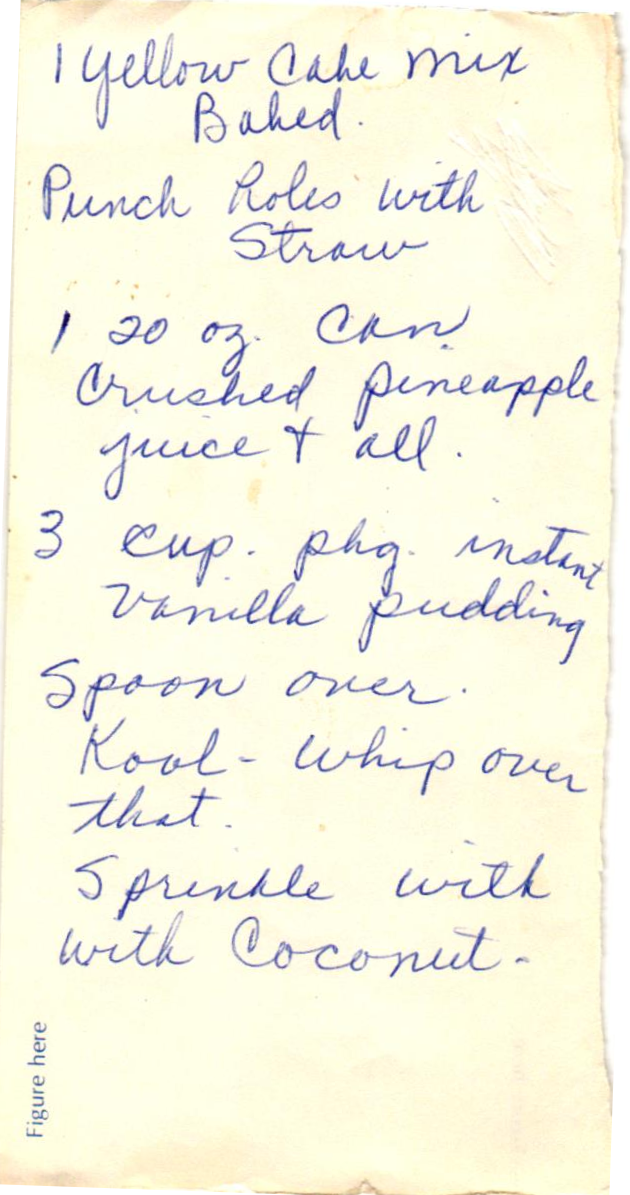 1 Yellow Cake Mix
Baked.
Punch holes with
Straw
1 20 oz. Can
Crushed pineapple
juice & all.
3 cup. pkg. instant
vanilla pudding
Spoon over.
Kool-Whip over
that.
Sprinkle with
with Coconut.
Figure here